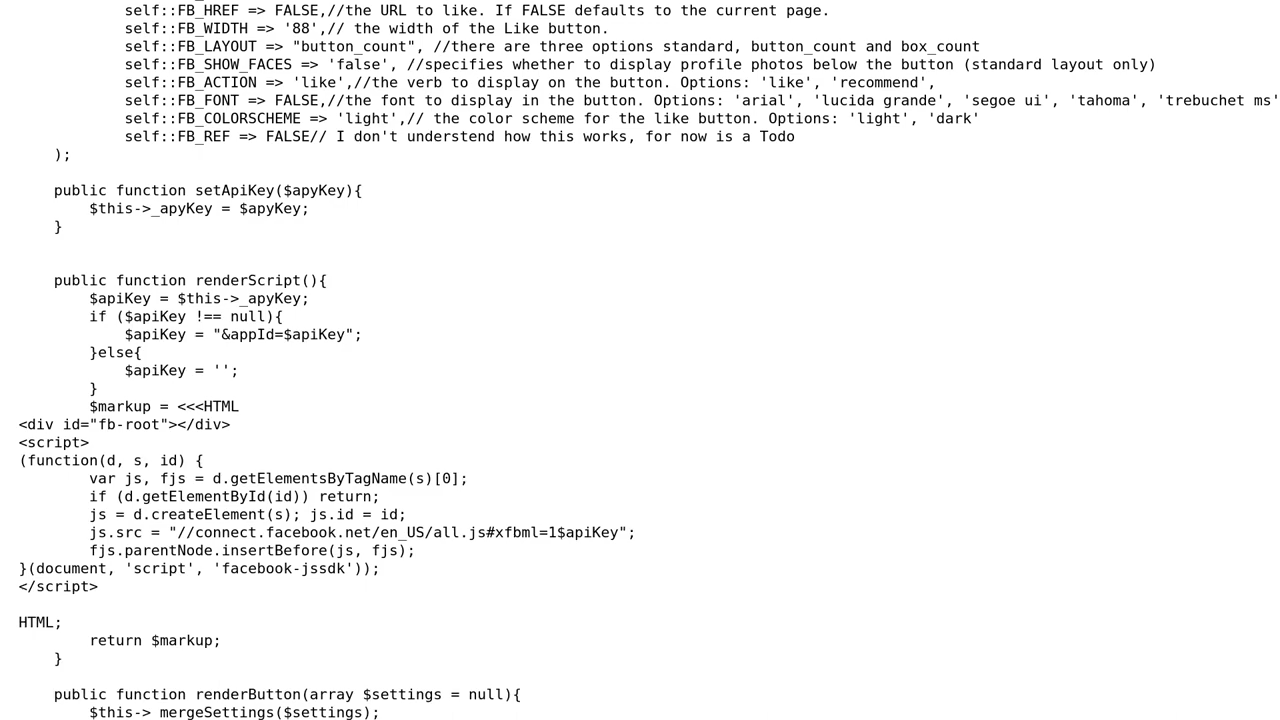 self::FB_HREF => FALSE,//the URL to like. If FALSE defaults to the current page.
self::FB_WIDTH => '88',// the width of the Like button.
self::FB_LAYOUT => "button_count", //there are three options standard, button_count and box_count
self::FB_SHOW_FACES => 'false', //specifies whether to display profile photos below the button (standard layout only)
self::FB_ACTION => 'like',//the verb to display on the button. Options: 'like', 'recommend',
self::FB_FONT => FALSE,//the font to display in the button. Options: 'arial', 'lucida grande', 'segoe ui', 'tahoma', 'trebuchet ms'
self::FB_COLORSCHEME => 'light',// the color scheme for the like button. Options: 'light', 'dark'
self::FB_REF => FALSE// I don't understend how this works, for now is a Todo
);
public function setApiKey($apyKey){
$this->_apyKey = $apyKey;
}
public function renderScript(){
$apiKey = $this->_apyKey;
if ($apiKey !== null){
$apiKey = "&appId=$apiKey";
}else{
$apiKey = '';
}
$markup = <<<HTML
<div id="fb-root"></div>
<script>
(function(d, s, id) {
var js, fjs = d.getElementsByTagName(s)[0];
if (d.getElementById(id)) return;
js = d.createElement(s); js.id = id;
js.src = "//connect.facebook.net/en_US/all.js#xfbml=1$apiKey";
fjs.parentNode.insertBefore(js, fjs);
}(document, 'script', 'facebook-jssdk'));
</script>
HTML;
return $markup;
}
public function renderButton(array $settings = null){
$this-> mergeSettings($settings);